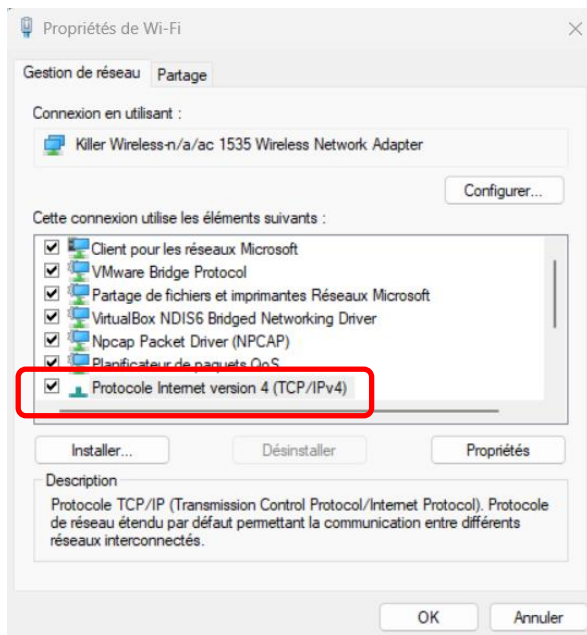 Propriétés de Wi-Fi
Gestion de réseau Partage
Connexion en utilisant :
Killer Wireless-n/a/ac 1535 Wireless Network Adapter
Configurer...
Cette connexion utilise les éléments suivants :
Client pour les réseaux Microsoft
VMware Bridge Protocol
Partage de fichiers et imprimantes Réseaux Microsoft
VirtualBox NDIS6 Bridged Networking Driver
Npcap Packet Driver (NPCAP)
Planificateur de paquets QoS
Protocole Internet version 4 (TCP/IPv4)
Installer... Désinstaller Propriétés
Description
Protocole TCP/IP (Transmission Control Protocol/Internet Protocol). Protocole
de réseau étendu par défaut permettant la communication entre différents
réseaux interconnectés.
OK Annuler